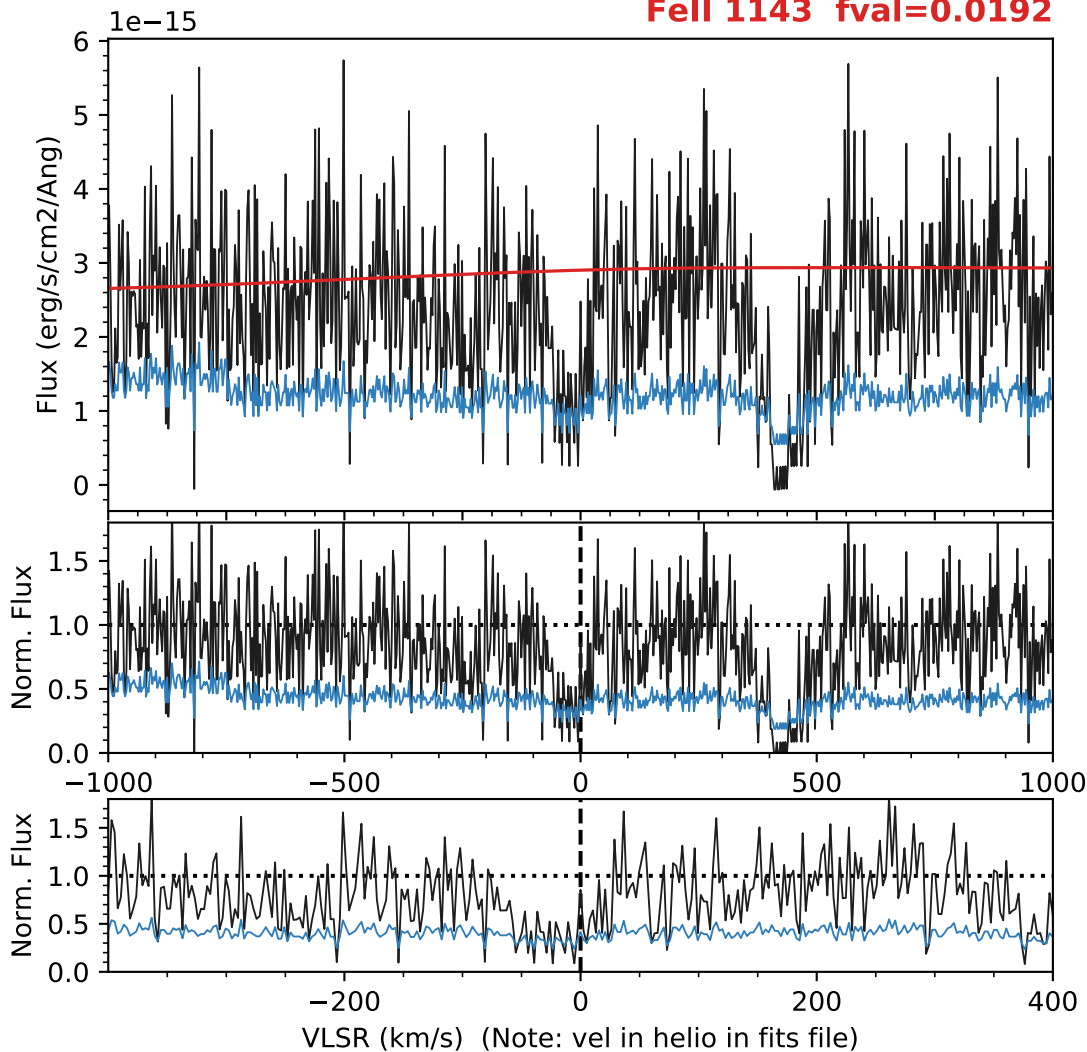 FeII 1143 fval=0.0192
1e−15
6
5
4
3
2
1
0
Flux (erg/s/cm2/Ang)
1.5
1.0
0.5
0.0
Norm. Flux
−1000 −500 0 500 1000
1.5
1.0
0.5
0.0
Norm. Flux
−200 0 200 400
VLSR (km/s) (Note: vel in helio in fits file)